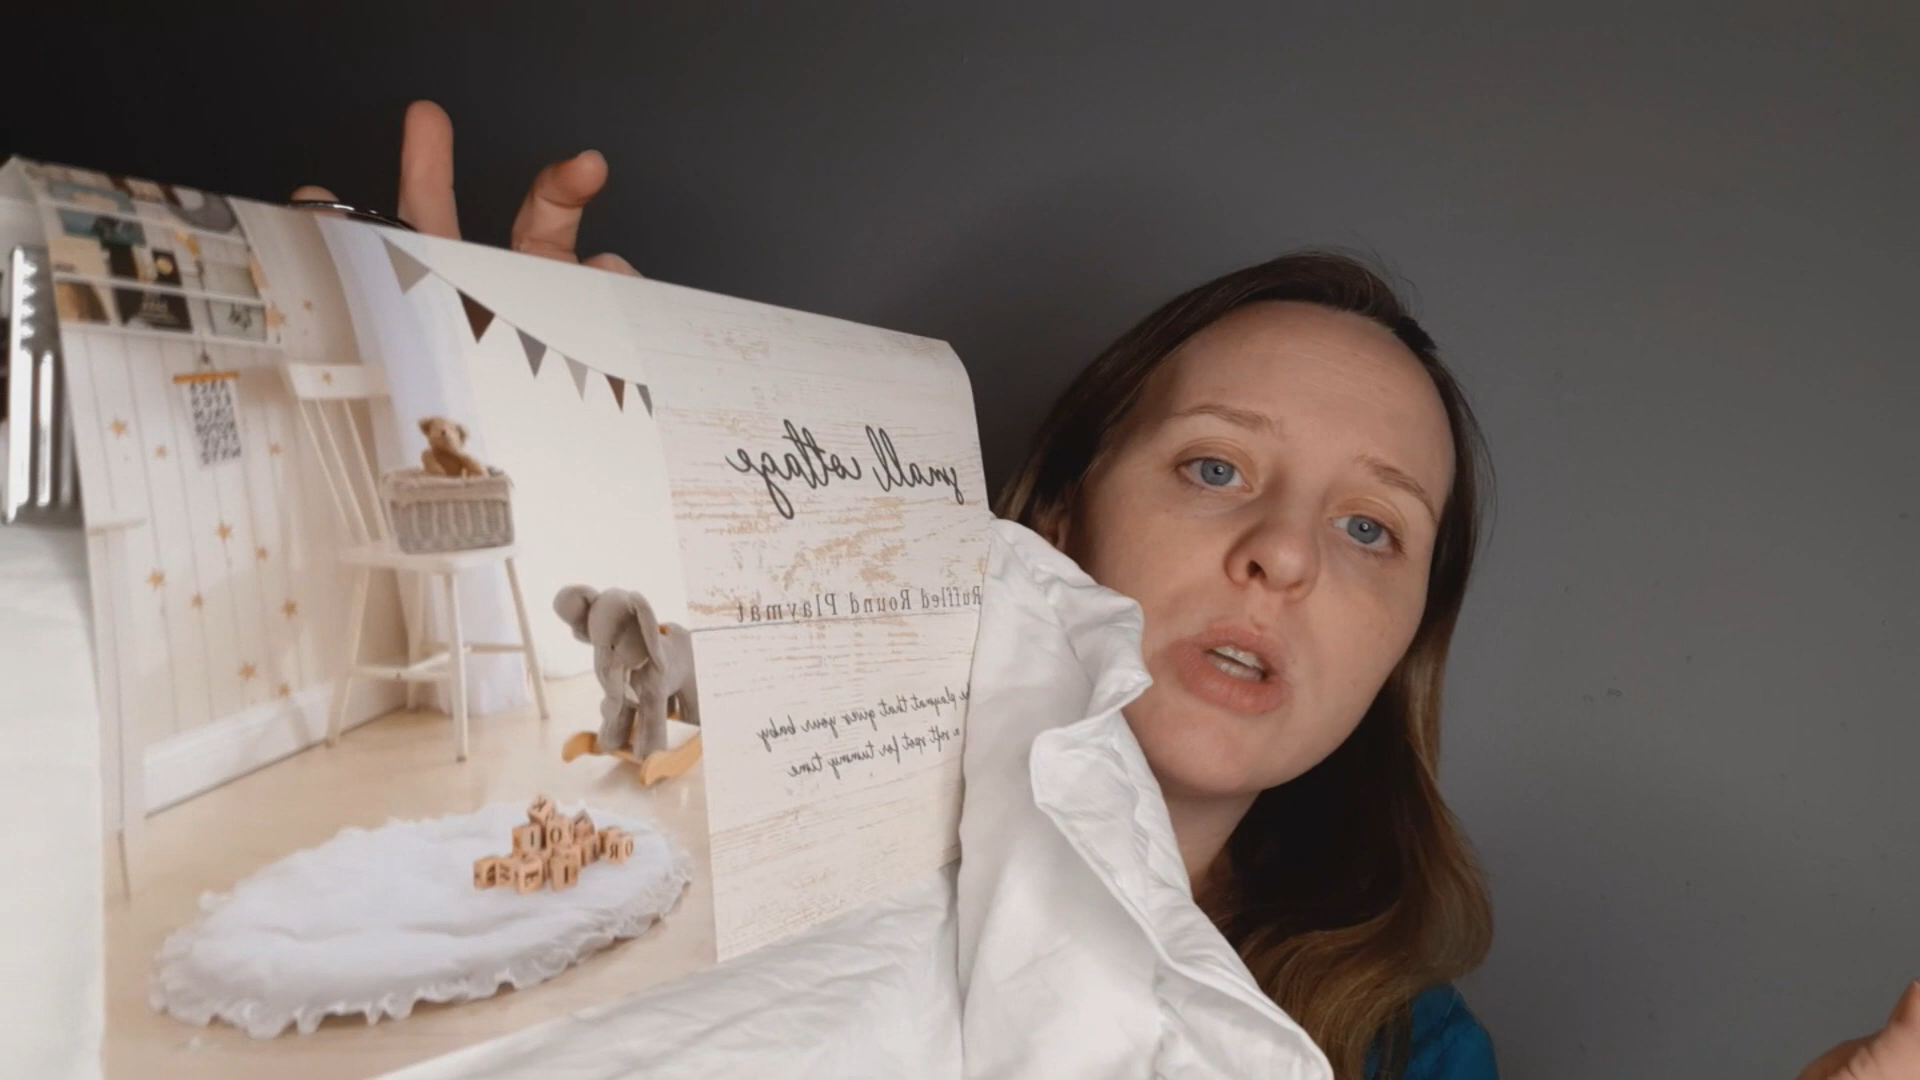 small cottage
Ruffled Round Playmat
playmat that gives your baby
a soft spot for tummy time